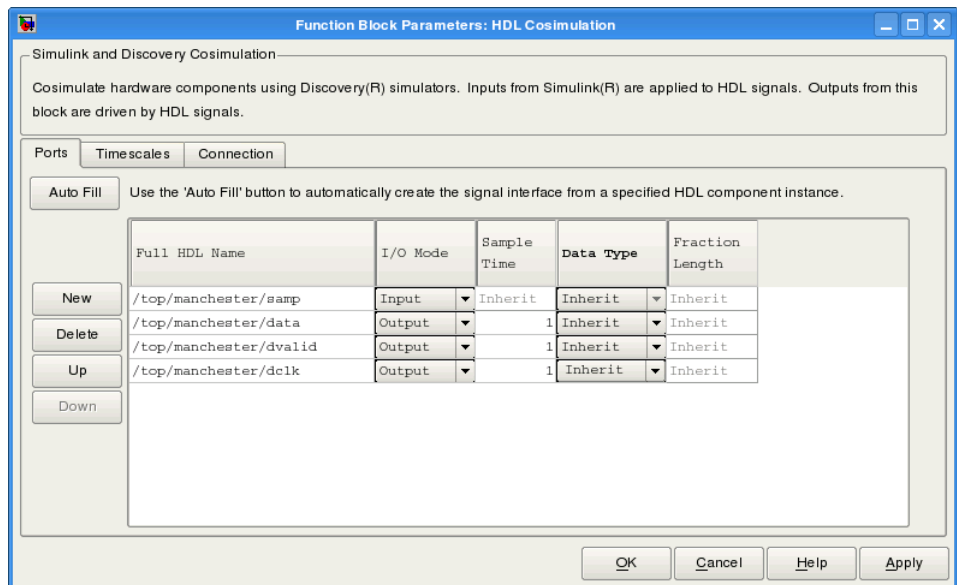 Function Block Parameters: HDL Cosimulation
Simulink and Discovery Cosimulation
Cosimulate hardware components using Discovery(R) simulators. Inputs from Simulink(R) are applied to HDL signals. Outputs from this
block are driven by HDL signals.
Ports Timescales Connection
Auto Fill Use the 'Auto Fill' button to automatically create the signal interface from a specified HDL component instance.
Full HDL Name I/O Mode Sample Time Data Type Fraction Length
New /top/manchester/samp Input Inherit Inherit Inherit
Delete /top/manchester/data Output 1 Inherit Inherit
/top/manchester/dvalid Output 1 Inherit Inherit
Up /top/manchester/dclk Output 1 Inherit Inherit
Down
OK Cancel Help Apply